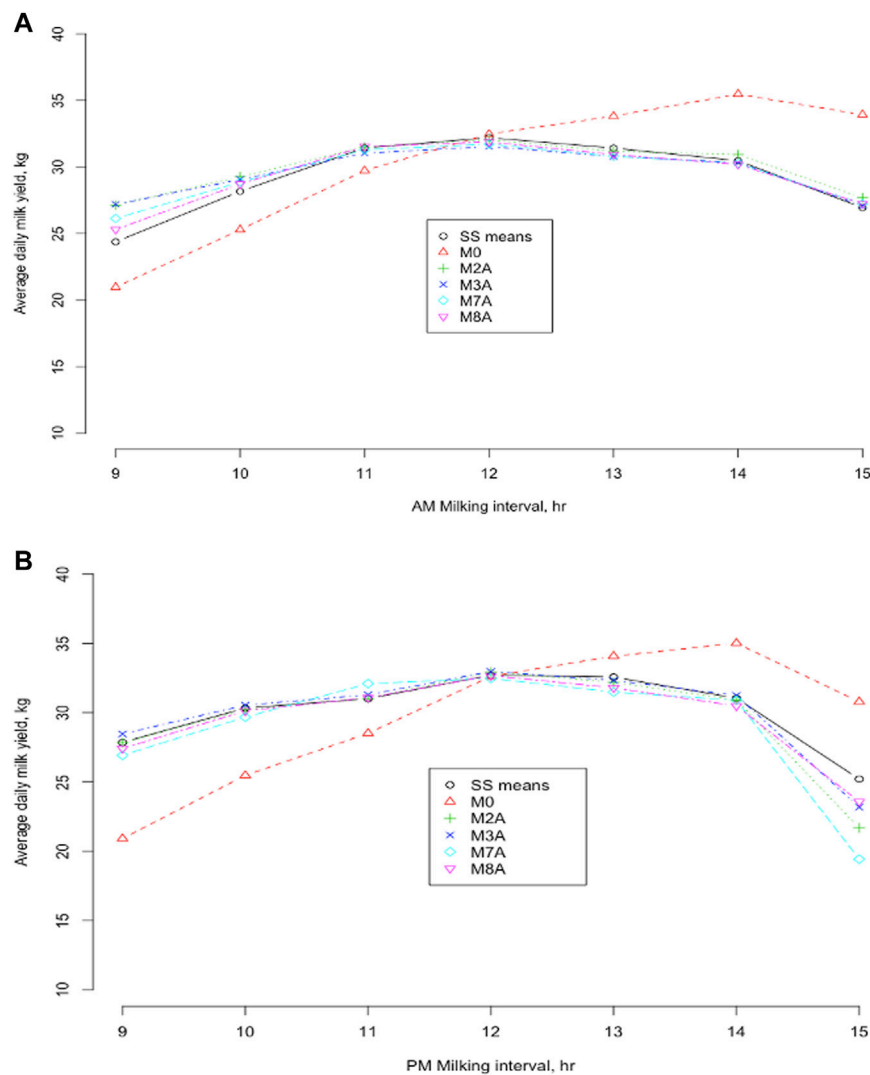 A
Average daily milk yield, kg
40
35
30
25
20
15
10
SS means
M0
M2A
M3A
M7A
M8A
9 10 11 12 13 14 15
AM Milking interval, hr
B
Average daily milk yield, kg
40
35
30
25
20
15
10
SS means
M0
M2A
M3A
M7A
M8A
9 10 11 12 13 14 15
PM Milking interval, hr